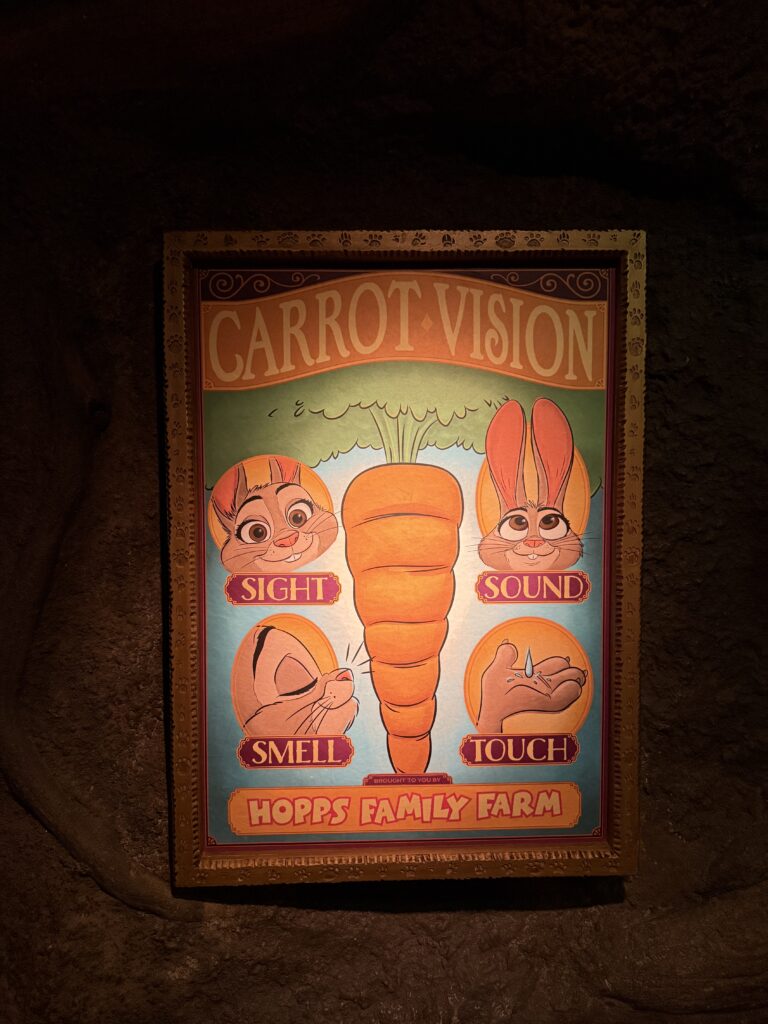 CARROT VISION
SIGHT
SOUND
SMELL
TOUCH
BROUGHT TO YOU BY
HOPPS FAMILY FARM